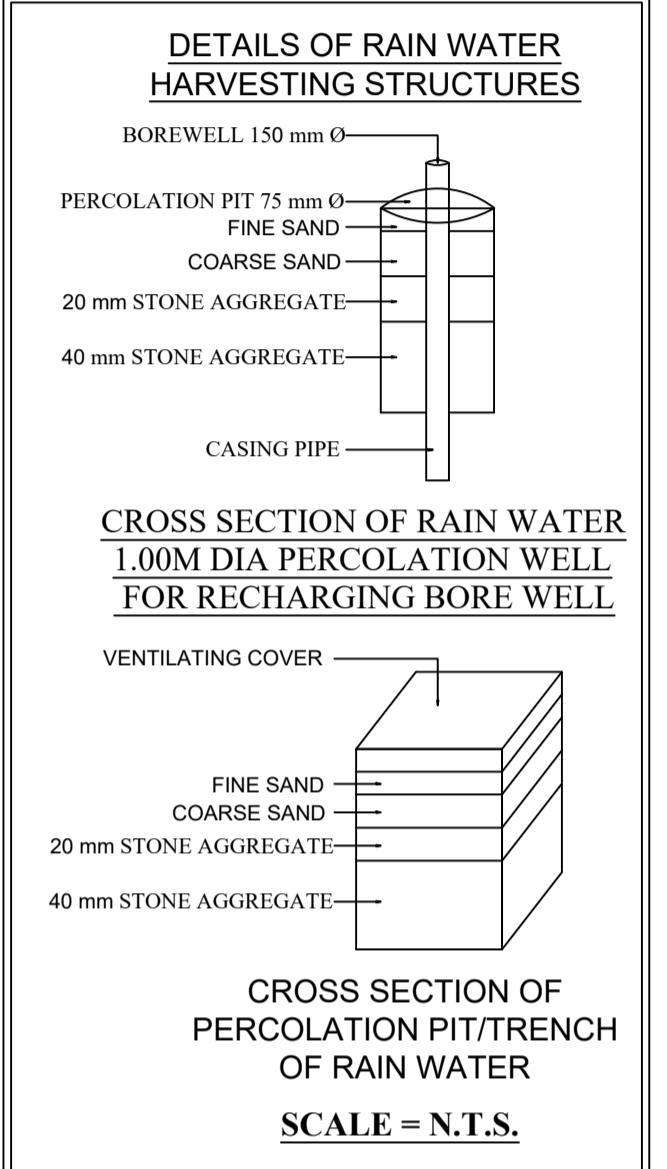 DETAILS OF RAIN WATER
HARVESTING STRUCTURES
BOREWELL 150 mm Ø
PERCOLATION PIT 75 mm Ø
FINE SAND
COARSE SAND
20 mm STONE AGGREGATE
40 mm STONE AGGREGATE
CASING PIPE
CROSS SECTION OF RAIN WATER
1.00M DIA PERCOLATION WELL
FOR RECHARGING BORE WELL
VENTILATING COVER
FINE SAND
COARSE SAND
20 mm STONE AGGREGATE
40 mm STONE AGGREGATE
CROSS SECTION OF
PERCOLATION PIT/TRENCH
OF RAIN WATER
SCALE = N.T.S.